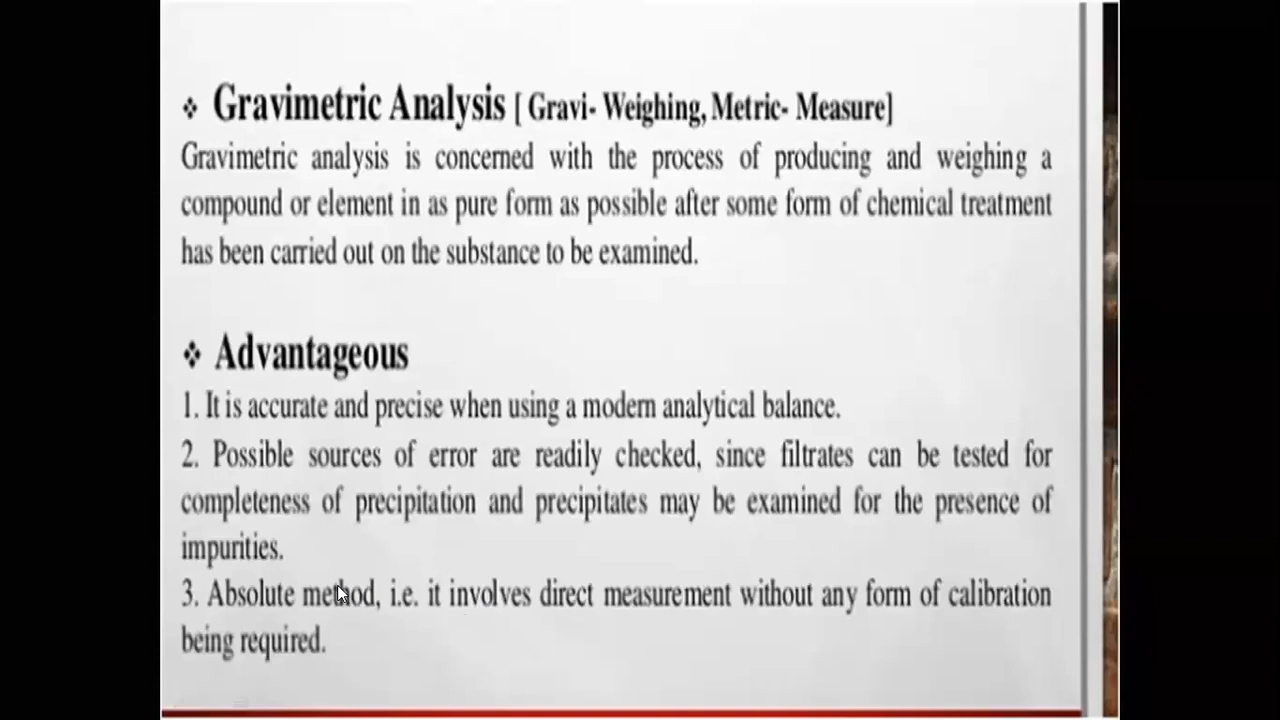 ❖ Gravimetric Analysis [ Gravi- Weighing, Metric- Measure]
Gravimetric analysis is concerned with the process of producing and weighing a
compound or element in as pure form as possible after some form of chemical treatment
has been carried out on the substance to be examined.
❖ Advantageous
1. It is accurate and precise when using a modern analytical balance.
2. Possible sources of error are readily checked, since filtrates can be tested for
completeness of precipitation and precipitates may be examined for the presence of
impurities.
3. Absolute method, i.e. it involves direct measurement without any form of calibration
being required.